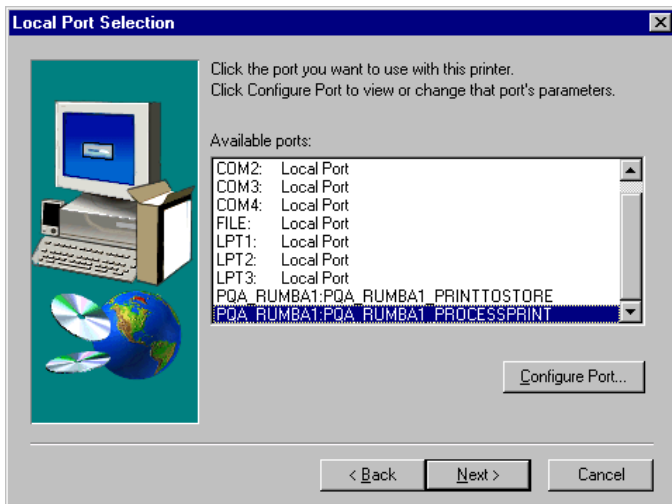 Local Port Selection
Click the port you want to use with this printer.
Click Configure Port to view or change that port's parameters.
Available ports:
COM2: Local Port
COM3: Local Port
COM4: Local Port
FILE: Local Port
LPT1: Local Port
LPT2: Local Port
LPT3: Local Port
PQA_RUMBA1:PQA_RUMBA1_PRINTTOSTORE
PQA_RUMBA1:PQA_RUMBA1_PROCESSPRINT
Configure Port...
< Back Next > Cancel